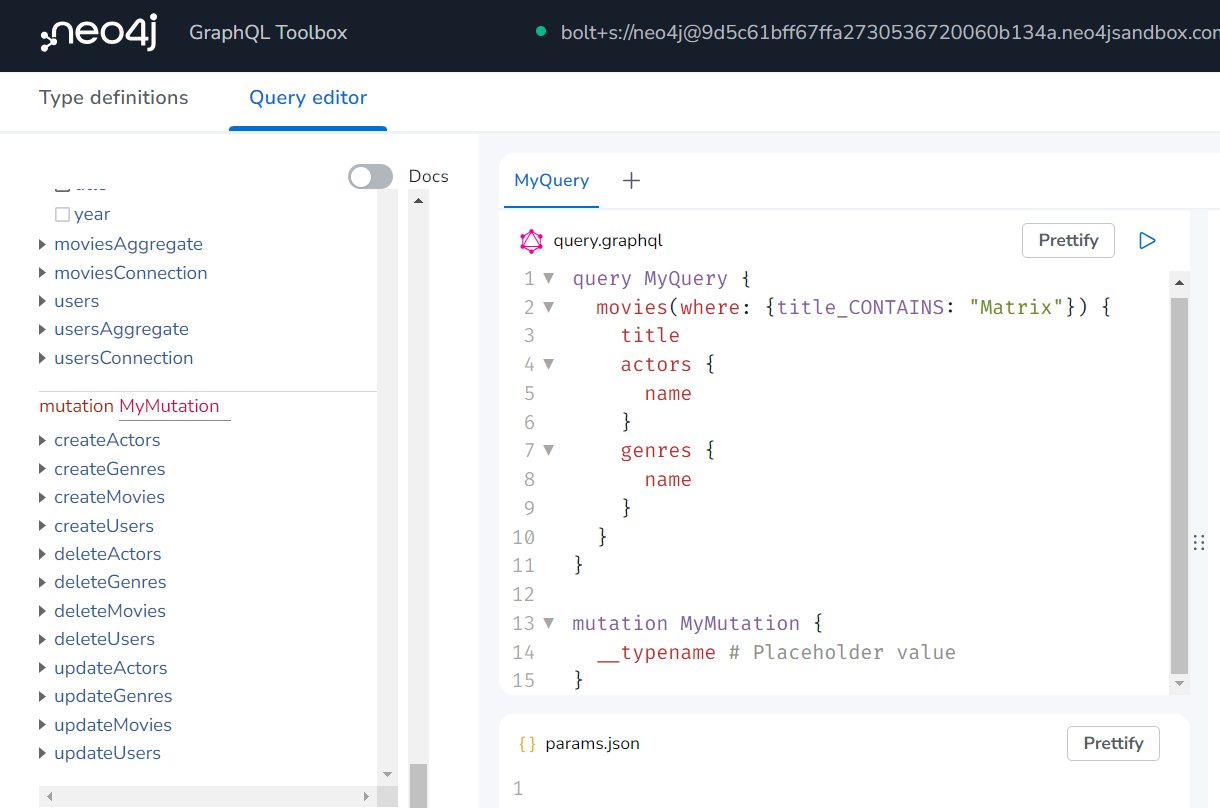 neo4j GraphQL Toolbox bolt+s://neo4j@9d5c61bff67ffa2730536720060b134a.neo4jsandbox.con
Type definitions Query editor
Docs
year
moviesAggregate
moviesConnection
users
usersAggregate
usersConnection
mutation MyMutation
createActors
createGenres
createMovies
createUsers
deleteActors
deleteGenres
deleteMovies
deleteUsers
updateActors
updateGenres
updateMovies
updateUsers
MyQuery +
query.graphql Prettify
1 query MyQuery {
2 movies(where: {title_CONTAINS: "Matrix"}) {
3 title
4 actors {
5 name
6 }
7 genres {
8 name
9 }
10 }
11 }
12
13 mutation MyMutation {
14 __typename # Placeholder value
15 }
{} params.json Prettify
1